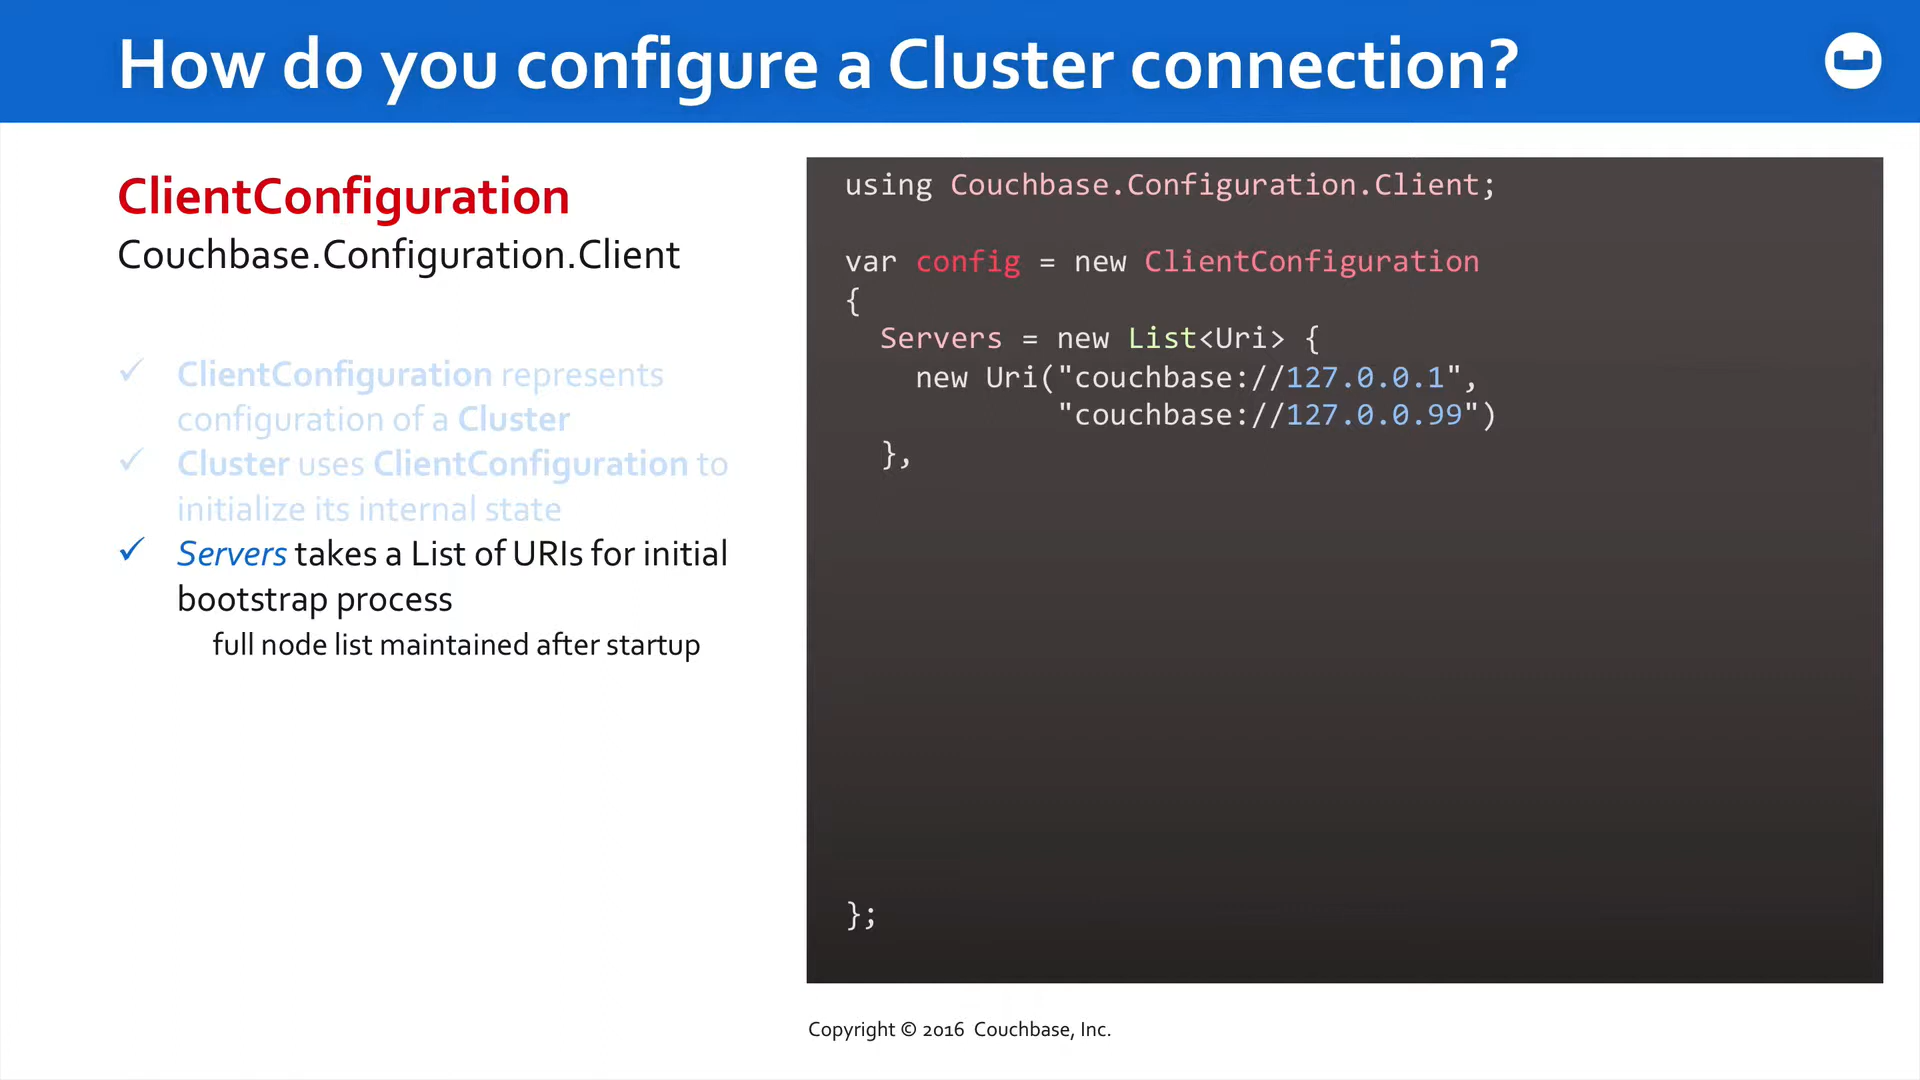 How do you configure a Cluster connection?
ClientConfiguration
Couchbase.Configuration.Client
✓ ClientConfiguration represents
configuration of a Cluster
✓ Cluster uses ClientConfiguration to
initialize its internal state
✓ Servers takes a List of URIs for initial
bootstrap process
full node list maintained after startup
using Couchbase.Configuration.Client;
var config = new ClientConfiguration
{
  Servers = new List<Uri> {
    new Uri("couchbase://127.0.0.1",
            "couchbase://127.0.0.99")
  },
};
Copyright © 2016 Couchbase, Inc.